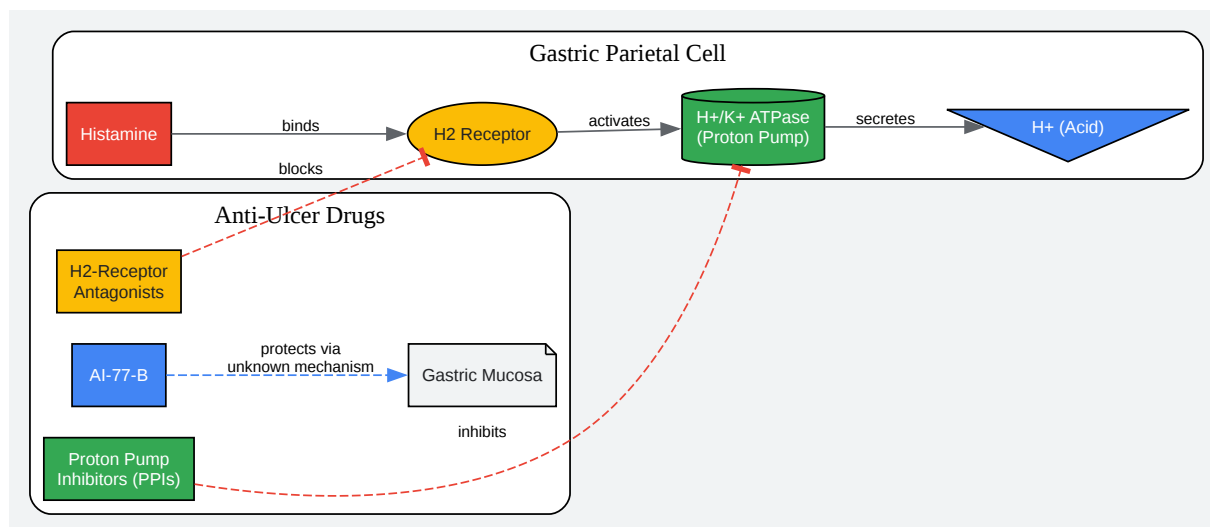 Gastric Parietal Cell
Histamine
binds
H2 Receptor
activates
H+/K+ ATPase
(Proton Pump)
secretes
H+ (Acid)
blocks
Anti-Ulcer Drugs
H2-Receptor
Antagonists
AI-77-B
protects via
unknown mechanism
Gastric Mucosa
inhibits
Proton Pump
Inhibitors (PPIs)